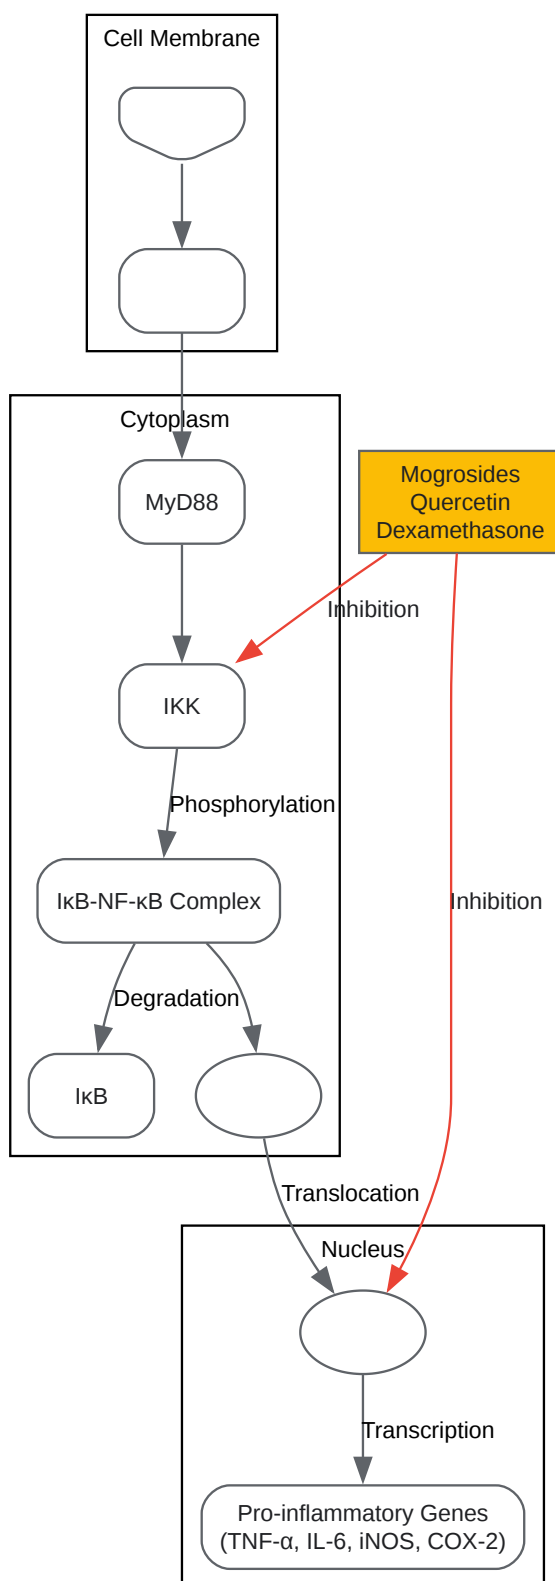 Cell Membrane
Cytoplasm
MyD88
Mogrosides
Quercetin
Dexamethasone
Inhibition
IKK
Phosphorylation
IκB-NF-κB Complex
Inhibition
Degradation
IκB
Translocation
Nucleus
Transcription
Pro-inflammatory Genes
(TNF-α, IL-6, iNOS, COX-2)